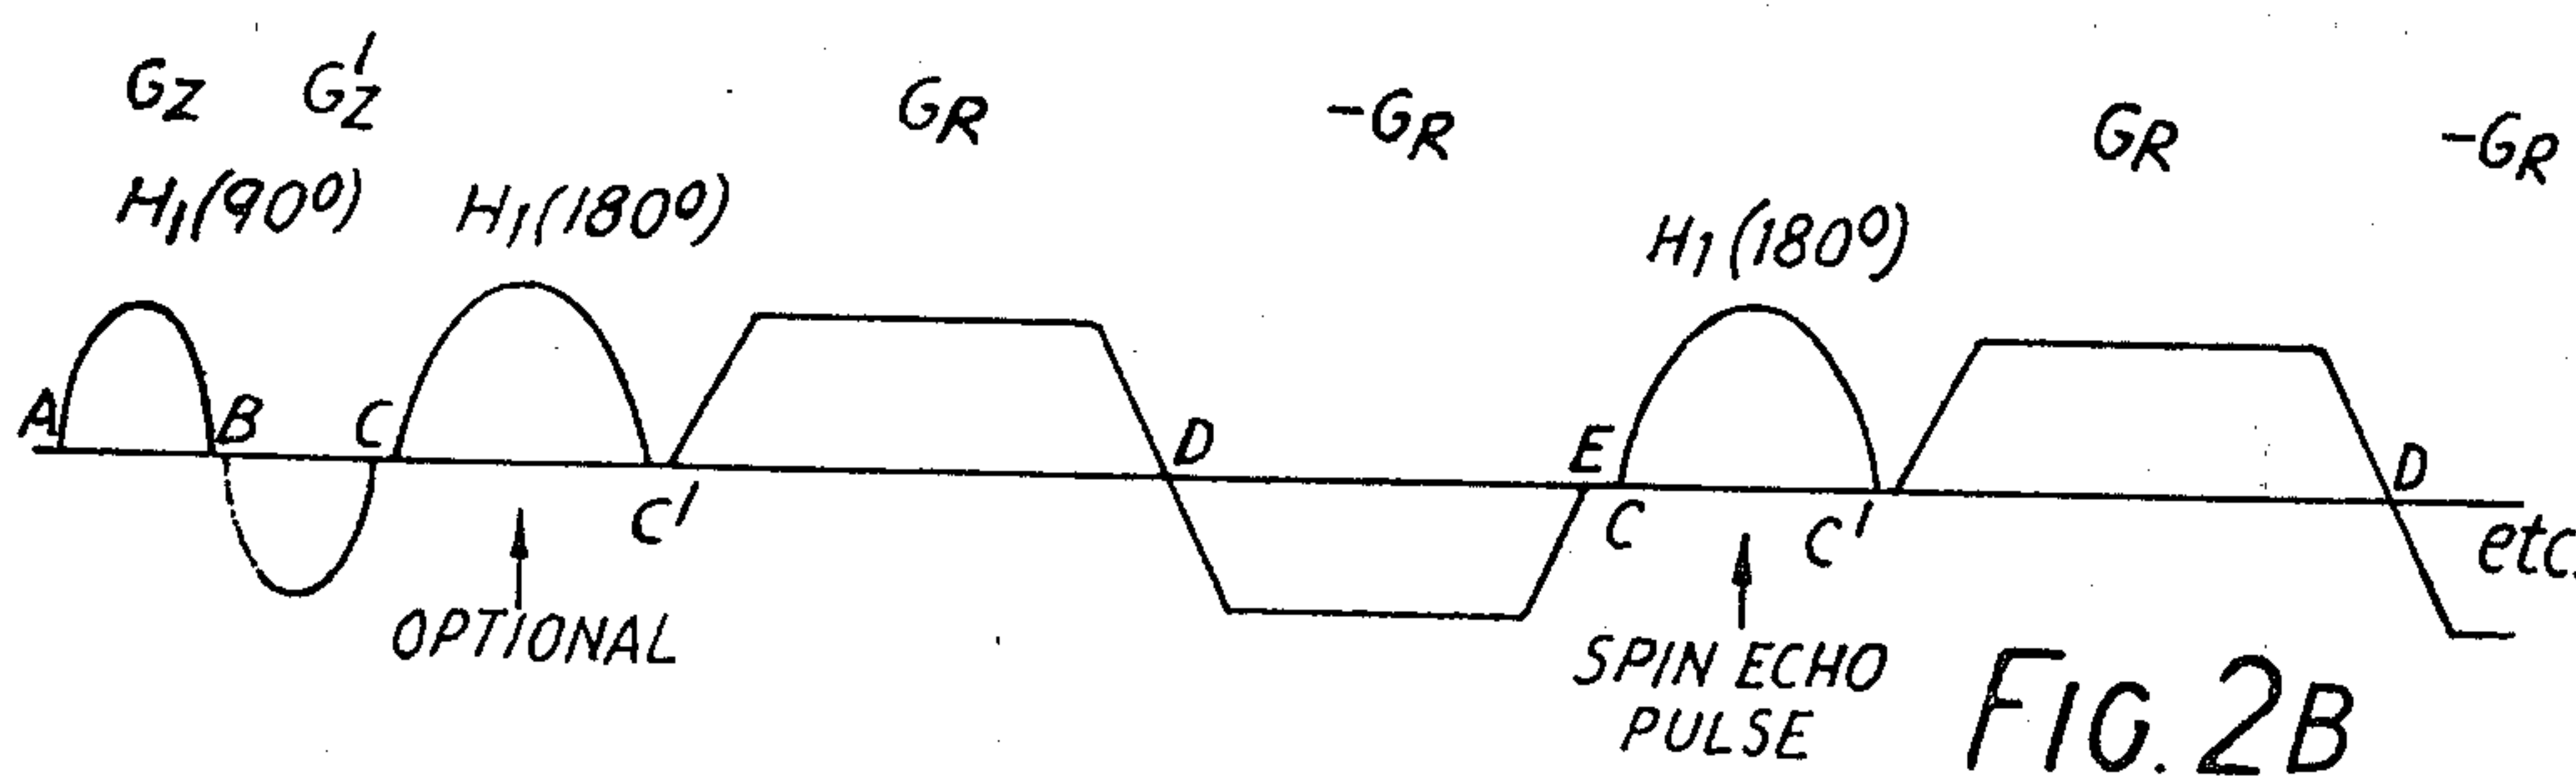 Gz G'z GR -GR GR -GR
H1(90°) H1(180°) H1(180°)
A B C C' D E C C' D
etc.
OPTIONAL
SPIN ECHO
PULSE
FIG. 2B